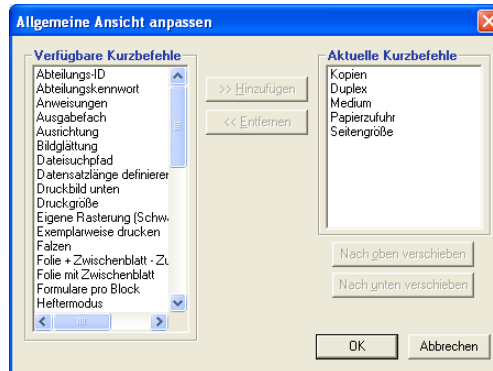 Allgemeine Ansicht anpassen
Verfügbare Kurzbefehle
Abteilungs-ID
Abteilungskennwort
Anweisungen
Ausgabefach
Ausrichtung
Bildglättung
Dateisuchpfad
Datensatzlänge definieren
Druckbild unten
Druckgröße
Eigene Rasterung (Schw
Exemplarweise drucken
Falzen
Folie + Zwischenblatt - Zu
Folie mit Zwischenblatt
Formulare pro Block
Heftermodus
>> Hinzufügen
<< Entfernen
Aktuelle Kurzbefehle
Kopien
Duplex
Medium
Papierzufuhr
Seitengröße
Nach oben verschieben
Nach unten verschieben
OK
Abbrechen